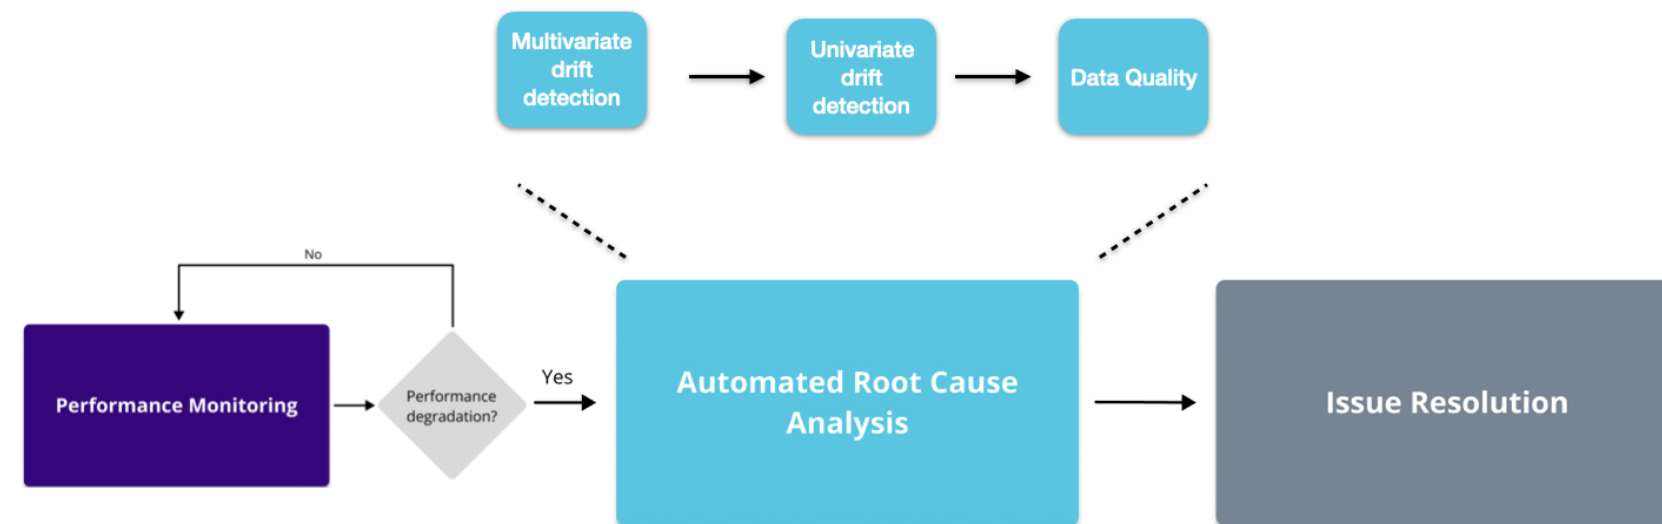 Multivariate
drift
detection
Univariate
drift
detection
Data Quality
No
Performance Monitoring
Performance
degradation?
Yes
Automated Root Cause
Analysis
Issue Resolution